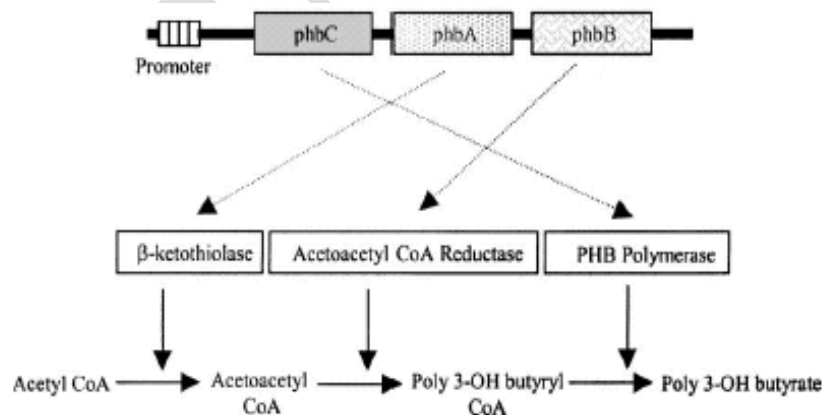 phbC phbA phbB
Promoter
β-ketothiolase Acetoacetyl CoA Reductase PHB Polymerase
Acetyl CoA Acetoacetyl Poly 3-OH butyryl Poly 3-OH butyrate
CoA CoA